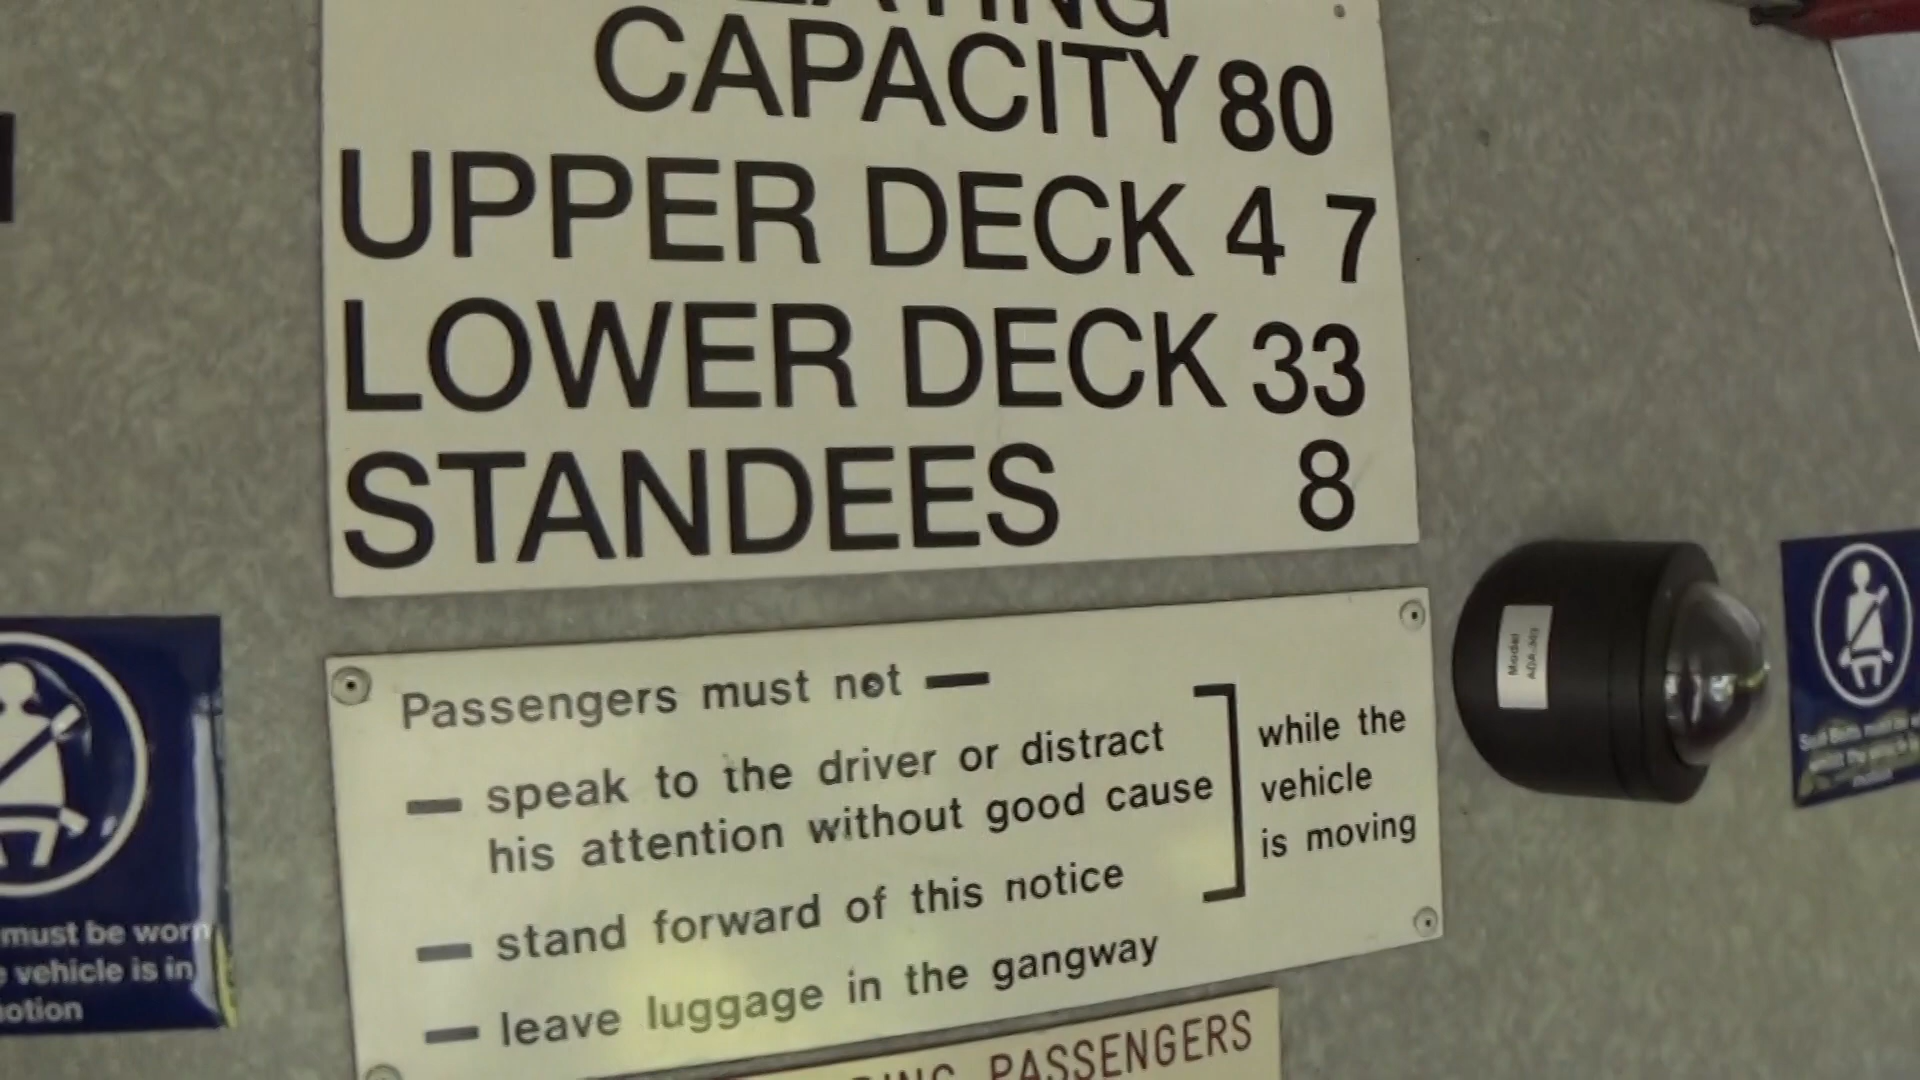 CAPACITY 80
UPPER DECK 4 7
LOWER DECK 33
STANDEES 8
Passengers must not —
— speak to the driver or distract
his attention without good cause
— stand forward of this notice
while the
vehicle
is moving
— leave luggage in the gangway
PASSENGERS
must be worn
vehicle is in
Model